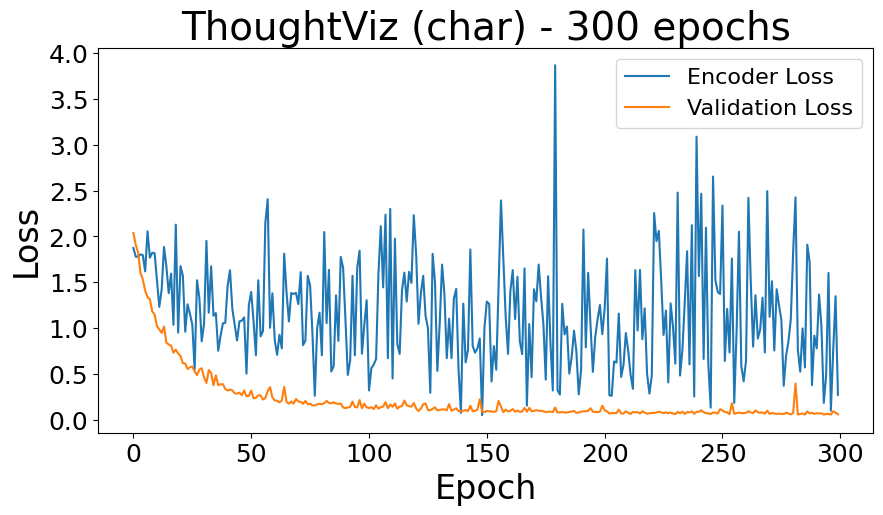 ThoughtViz (char) - 300 epochs
Encoder Loss
Validation Loss
Loss
4.0
3.5
3.0
2.5
2.0
1.5
1.0
0.5
0.0
0 50 100 150 200 250 300
Epoch